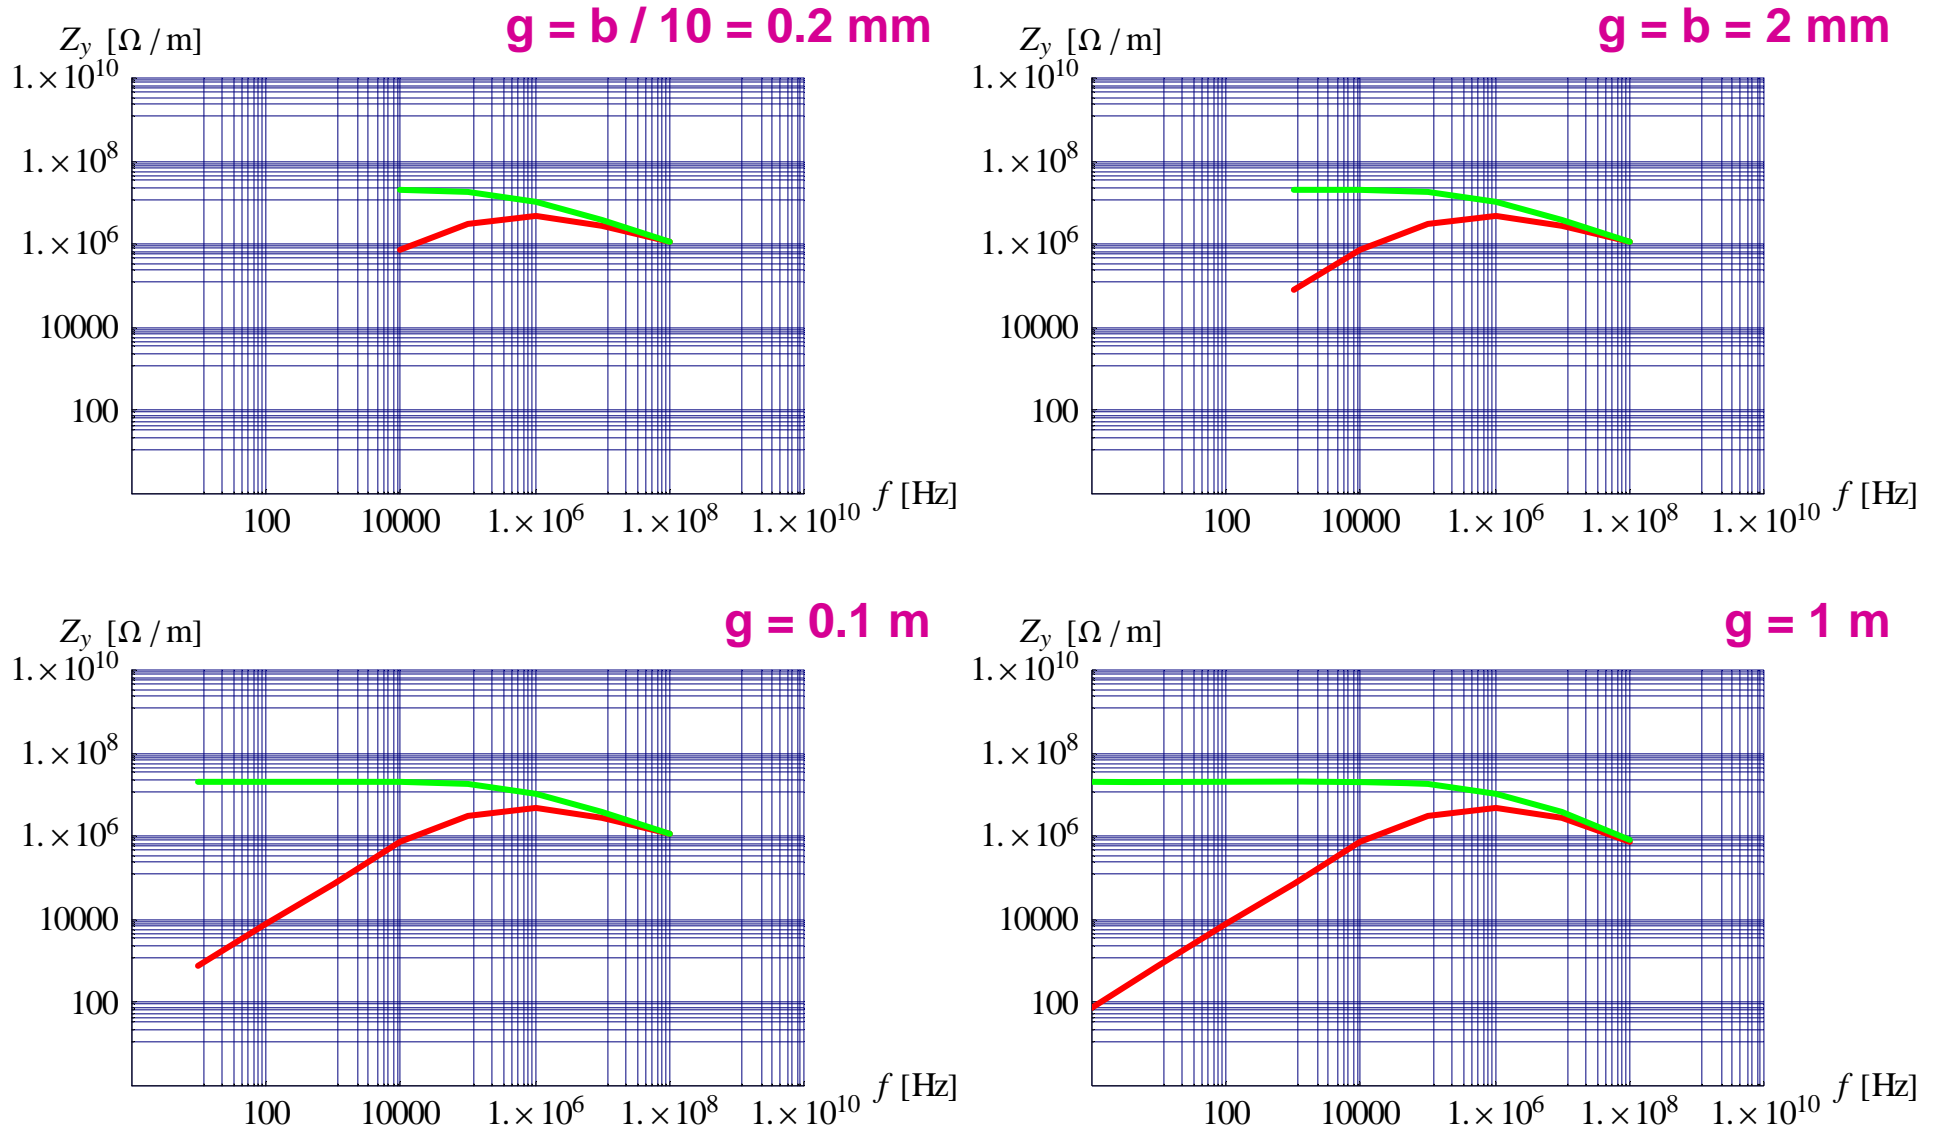 g = b / 10 = 0.2 mm
Z_y [Ω / m]
1. × 10^10
1. × 10^8
1. × 10^6
10000
100
100 10000 1. × 10^6 1. × 10^8 1. × 10^10 f [Hz]
g = b = 2 mm
Z_y [Ω / m]
1. × 10^10
1. × 10^8
1. × 10^6
10000
100
100 10000 1. × 10^6 1. × 10^8 1. × 10^10 f [Hz]
g = 0.1 m
Z_y [Ω / m]
1. × 10^10
1. × 10^8
1. × 10^6
10000
100
100 10000 1. × 10^6 1. × 10^8 1. × 10^10 f [Hz]
g = 1 m
Z_y [Ω / m]
1. × 10^10
1. × 10^8
1. × 10^6
10000
100
100 10000 1. × 10^6 1. × 10^8 1. × 10^10 f [Hz]